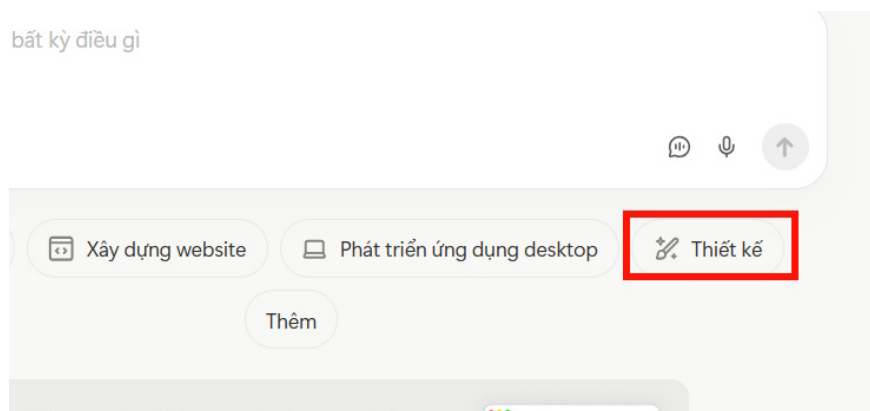 bất kỳ điều gì
Xây dựng website
Phát triển ứng dụng desktop
Thiết kế
Thêm